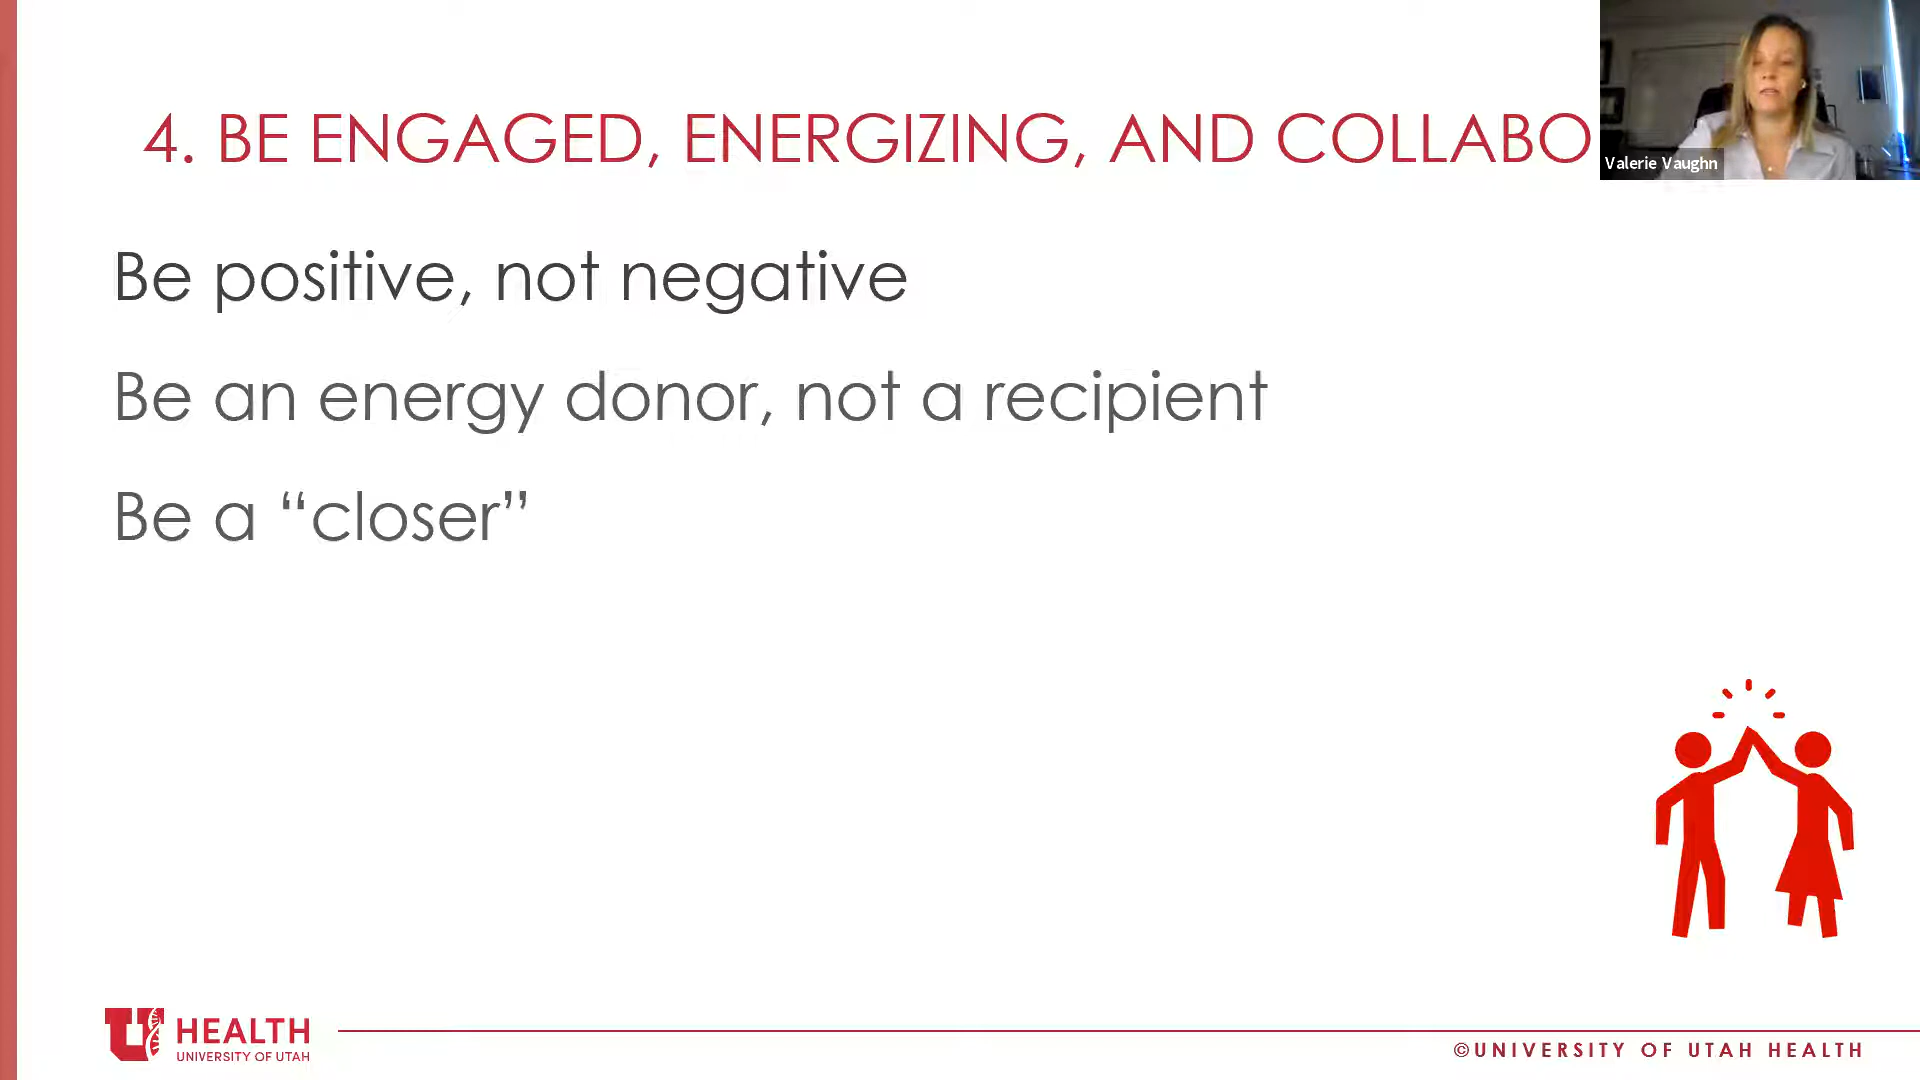 4. BE ENGAGED, ENERGIZING, AND COLLABO
Valerie Vaughn
Be positive, not negative
Be an energy donor, not a recipient
Be a “closer”
U HEALTH
UNIVERSITY OF UTAH
©UNIVERSITY OF UTAH HEALTH